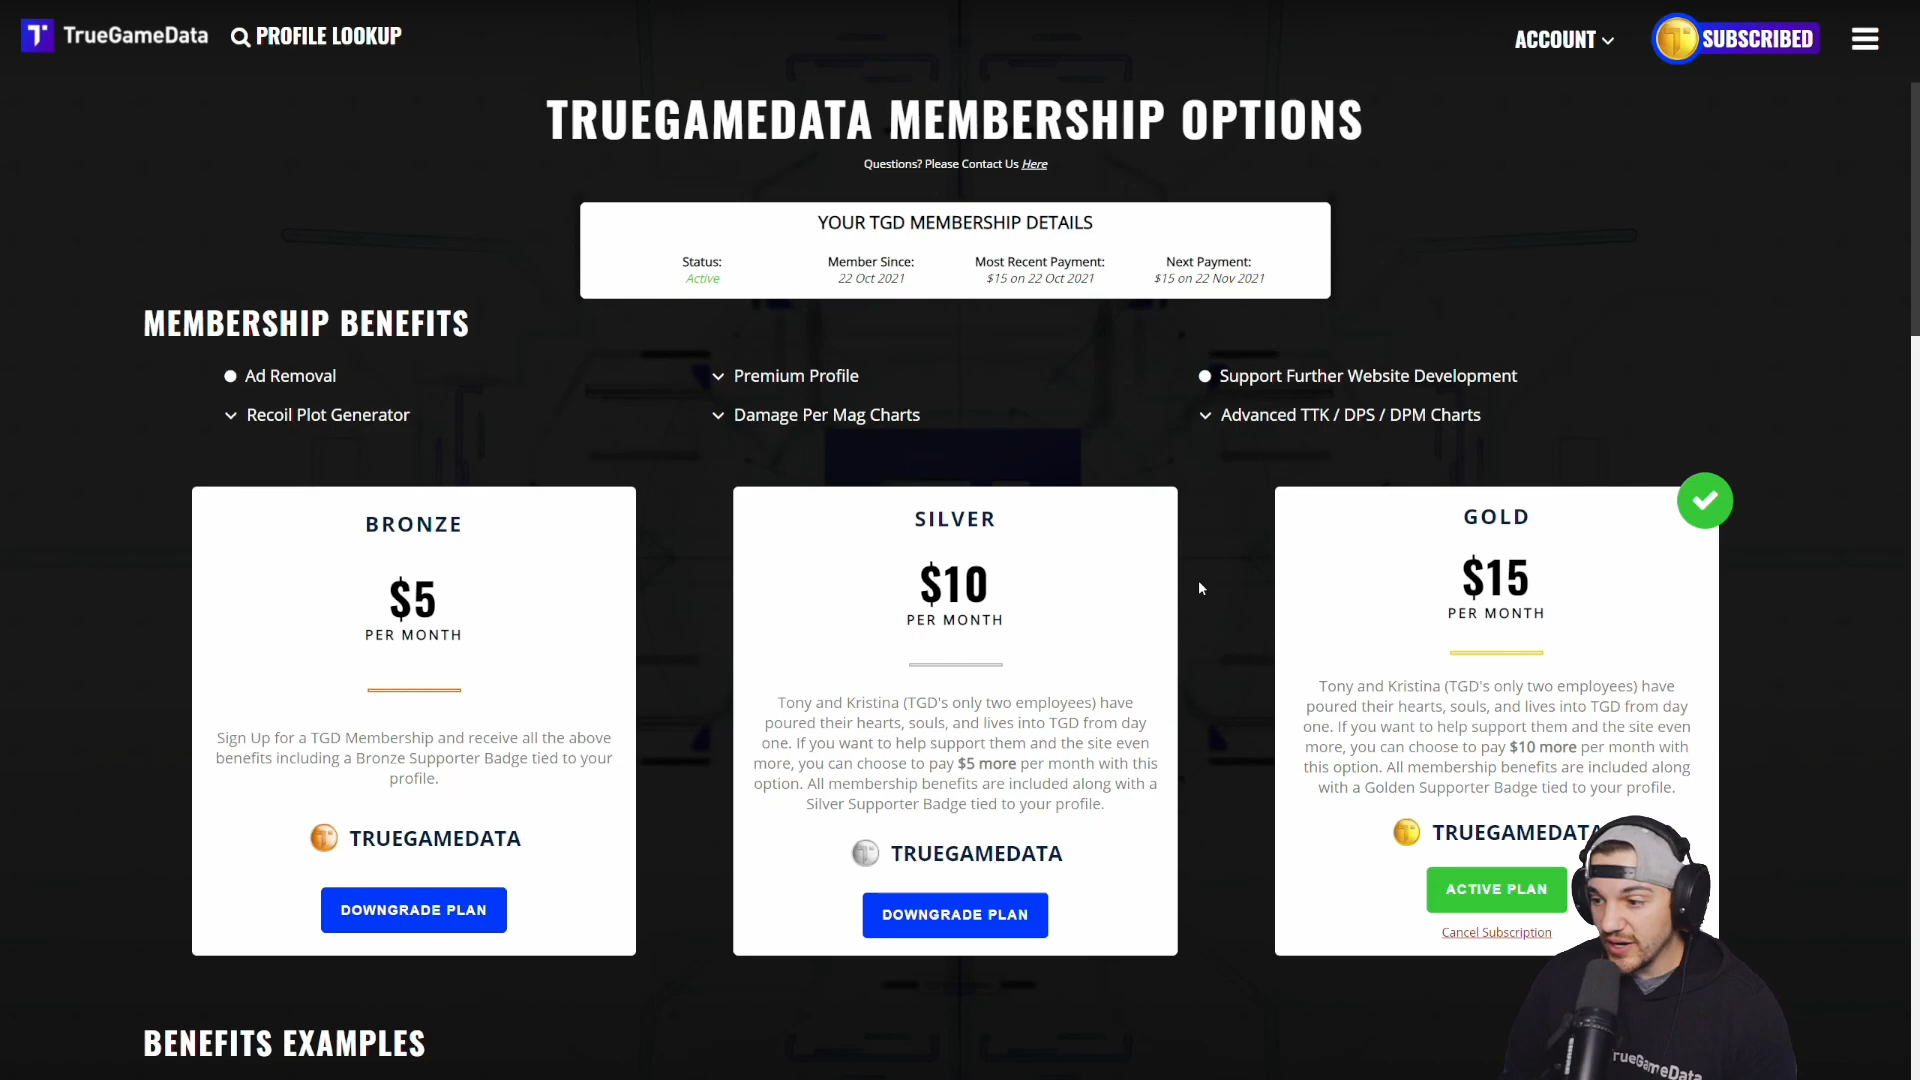 TrueGameData
PROFILE LOOKUP
ACCOUNT
SUBSCRIBED
TRUEGAMEDATA MEMBERSHIP OPTIONS
Questions? Please Contact Us Here
YOUR TGD MEMBERSHIP DETAILS
Status:
Active
Member Since:
22 Oct 2021
Most Recent Payment:
$15 on 22 Oct 2021
Next Payment:
$15 on 22 Nov 2021
MEMBERSHIP BENEFITS
Ad Removal
Premium Profile
Support Further Website Development
Recoil Plot Generator
Damage Per Mag Charts
Advanced TTK / DPS / DPM Charts
BRONZE
$5
PER MONTH
Sign Up for a TGD Membership and receive all the above
benefits including a Bronze Supporter Badge tied to your
profile.
TRUEGAMEDATA
DOWNGRADE PLAN
SILVER
$10
PER MONTH
Tony and Kristina (TGD's only two employees) have
poured their hearts, souls, and lives into TGD from day
one. If you want to help support them and the site even
more, you can choose to pay $5 more per month with this
option. All membership benefits are included along with a
Silver Supporter Badge tied to your profile.
TRUEGAMEDATA
DOWNGRADE PLAN
GOLD
$15
PER MONTH
Tony and Kristina (TGD's only two employees) have
poured their hearts, souls, and lives into TGD from day
one. If you want to help support them and the site even
more, you can choose to pay $10 more per month with
this option. All membership benefits are included along
with a Golden Supporter Badge tied to your profile.
TRUEGAMEDATA
ACTIVE PLAN
Cancel Subscription
TrueGameData
BENEFITS EXAMPLES